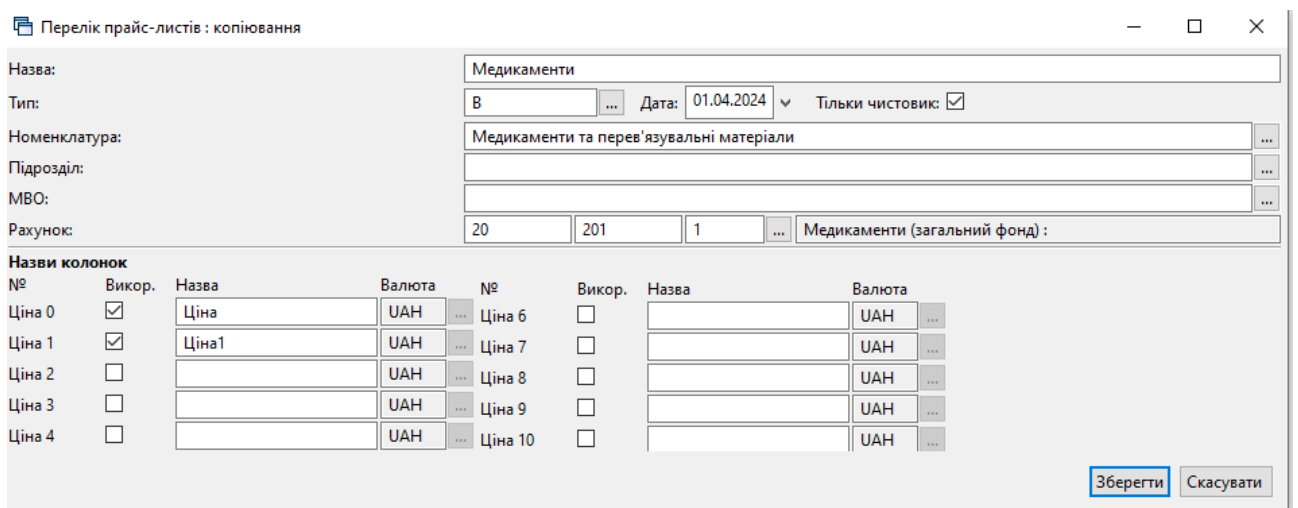 Перелік прайс-листів : копіювання
Назва: Медикаменти
Тип: В ... Дата: 01.04.2024 Тільки чистовик:
Номенклатура: Медикаменти та перев'язувальні матеріали ...
Підрозділ: ...
МВО: ...
Рахунок: 20 201 1 ... Медикаменти (загальний фонд) :
Назви колонок
№ Викор. Назва Валюта № Викор. Назва Валюта
Ціна 0 Ціна UAH ... Ціна 6 UAH ...
Ціна 1 Ціна1 UAH ... Ціна 7 UAH ...
Ціна 2 UAH ... Ціна 8 UAH ...
Ціна 3 UAH ... Ціна 9 UAH ...
Ціна 4 UAH ... Ціна 10 UAH ...
Зберегти Скасувати